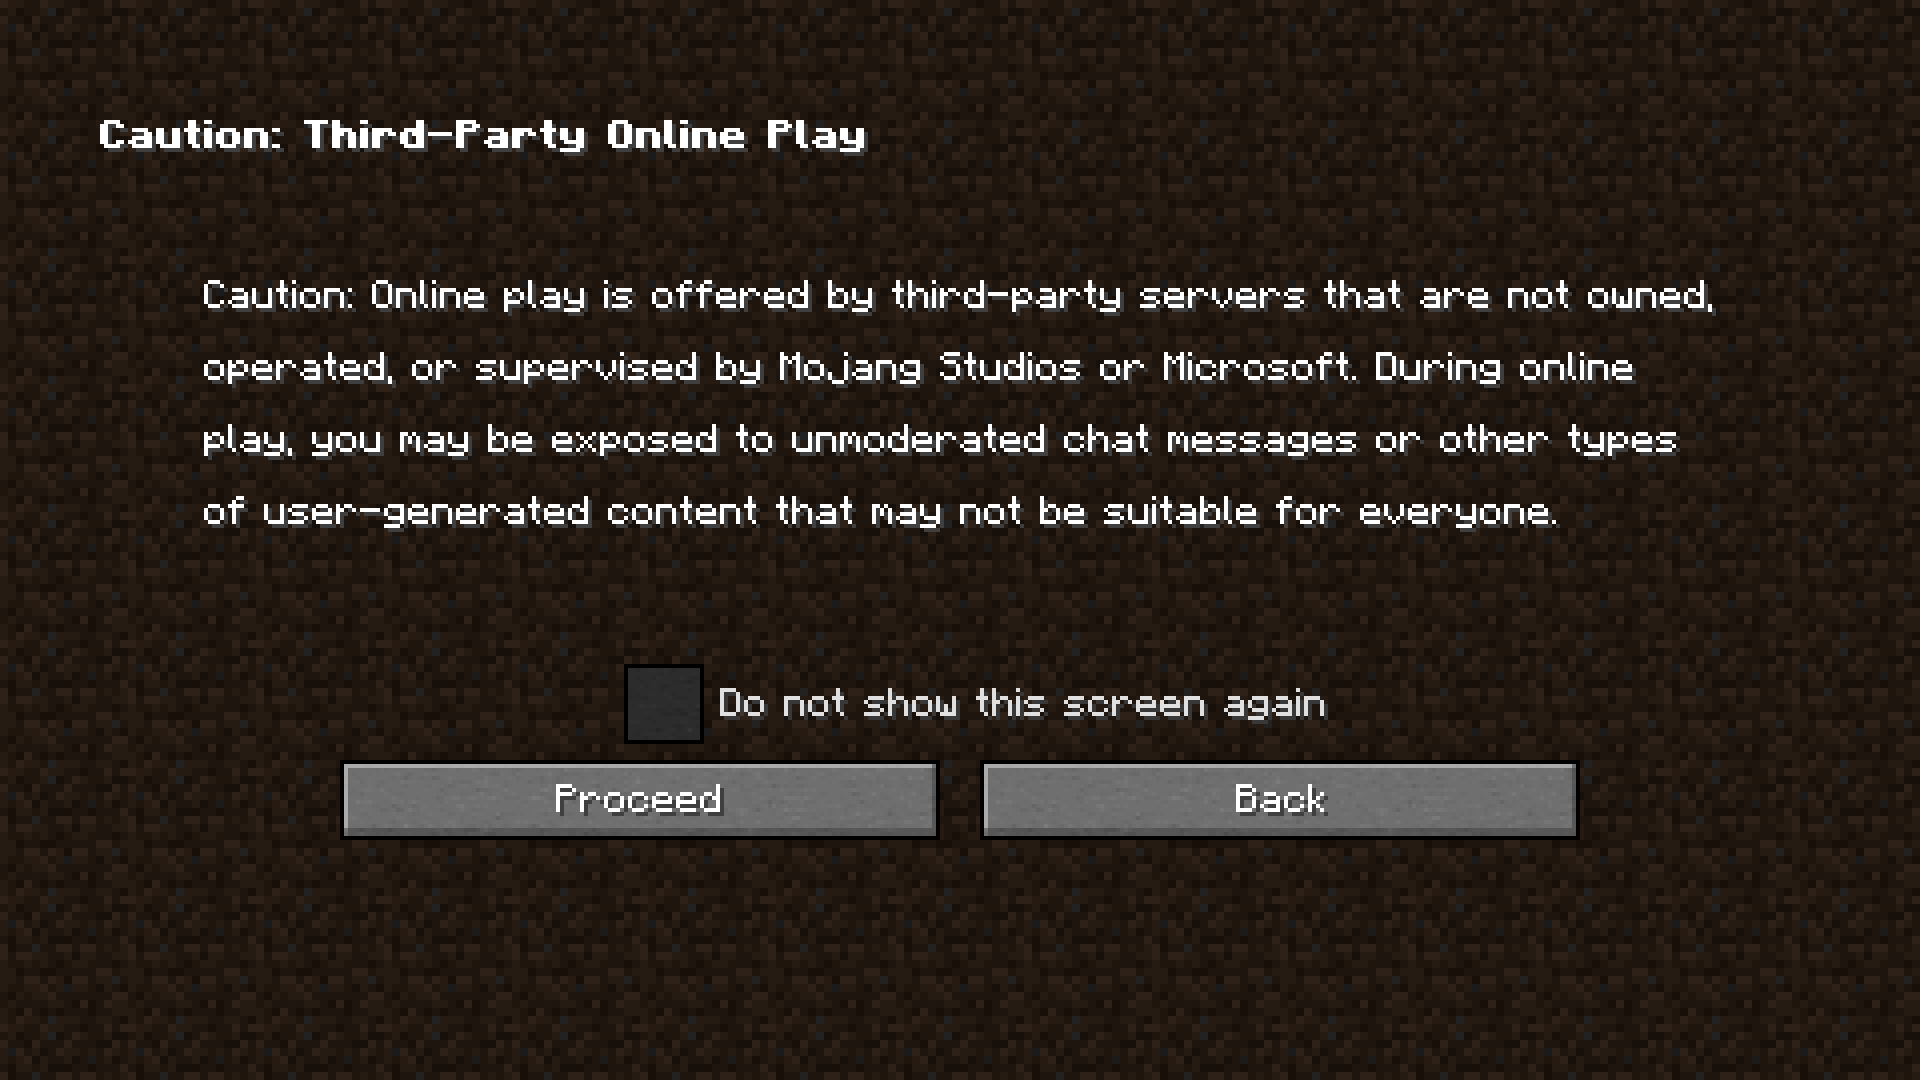 Caution: Third-Party Online Play
Caution: Online play is offered by third-party servers that are not owned,
operated, or supervised by Mojang Studios or Microsoft. During online
play, you may be exposed to unmoderated chat messages or other types
of user-generated content that may not be suitable for everyone.
Do not show this screen again
Proceed
Back